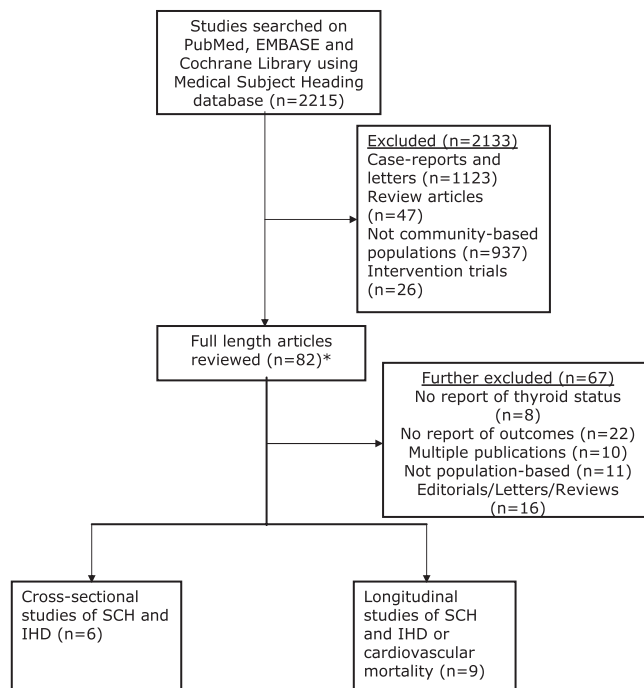 Studies searched on
PubMed, EMBASE and
Cochrane Library using
Medical Subject Heading
database (n=2215)
Excluded (n=2133)
Case-reports and
letters (n=1123)
Review articles
(n=47)
Not community-based
populations (n=937)
Intervention trials
(n=26)
Full length articles
reviewed (n=82)*
Further excluded (n=67)
No report of thyroid status
(n=8)
No report of outcomes (n=22)
Multiple publications (n=10)
Not population-based (n=11)
Editorials/Letters/Reviews
(n=16)
Cross-sectional
studies of SCH and
IHD (n=6)
Longitudinal
studies of SCH
and IHD or
cardiovascular
mortality (n=9)